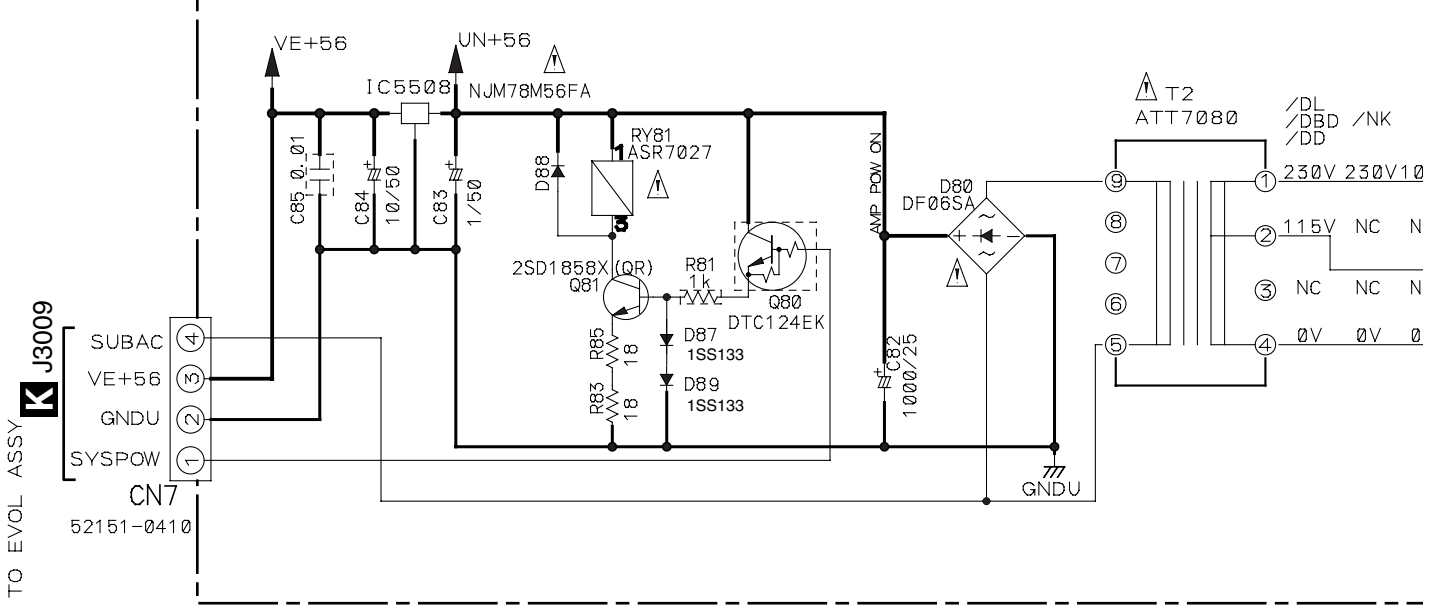 VE+56
UN+56
IC5508
NJM78M56FA
C85 0.01
C84
10/50
C83
1/50
D88
1
RY81
ASR7027
3
2SD1858X(QR)
Q81
R81
1k
Q80
DTC124EK
R85
18
R83
18
D87
1SS133
D89
1SS133
AMP POW ON
C82
1000/25
D80
DF06SA
GNDU
T2
ATT7080
/DL
/DBD /NK
/DD
9
8
7
6
5
1
2
3
4
230V 230V 10
115V NC N
NC NC N
0V 0V 0
TO EVOL ASSY
K J3009
SUBAC 4
VE+56 3
GNDU 2
SYSPOW 1
CN7
52151-0410